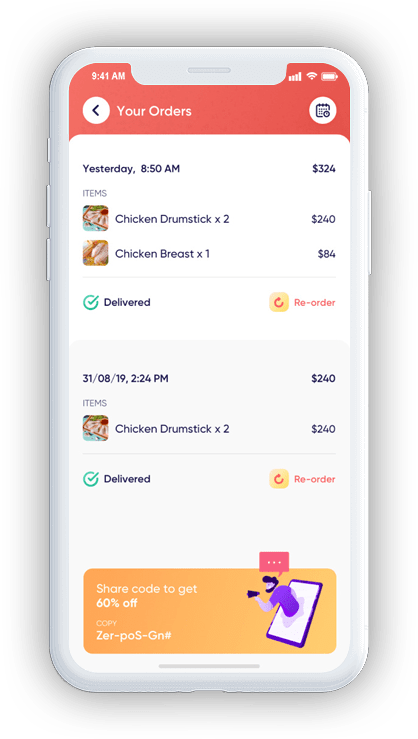 9:41 AM
Your Orders
Yesterday, 8:50 AM $324
ITEMS
Chicken Drumstick x 2 $240
Chicken Breast x 1 $84
Delivered Re-order
31/08/19, 2:24 PM $240
ITEMS
Chicken Drumstick x 2 $240
Delivered Re-order
Share code to get
60% off
COPY
Zer-poS-Gn#